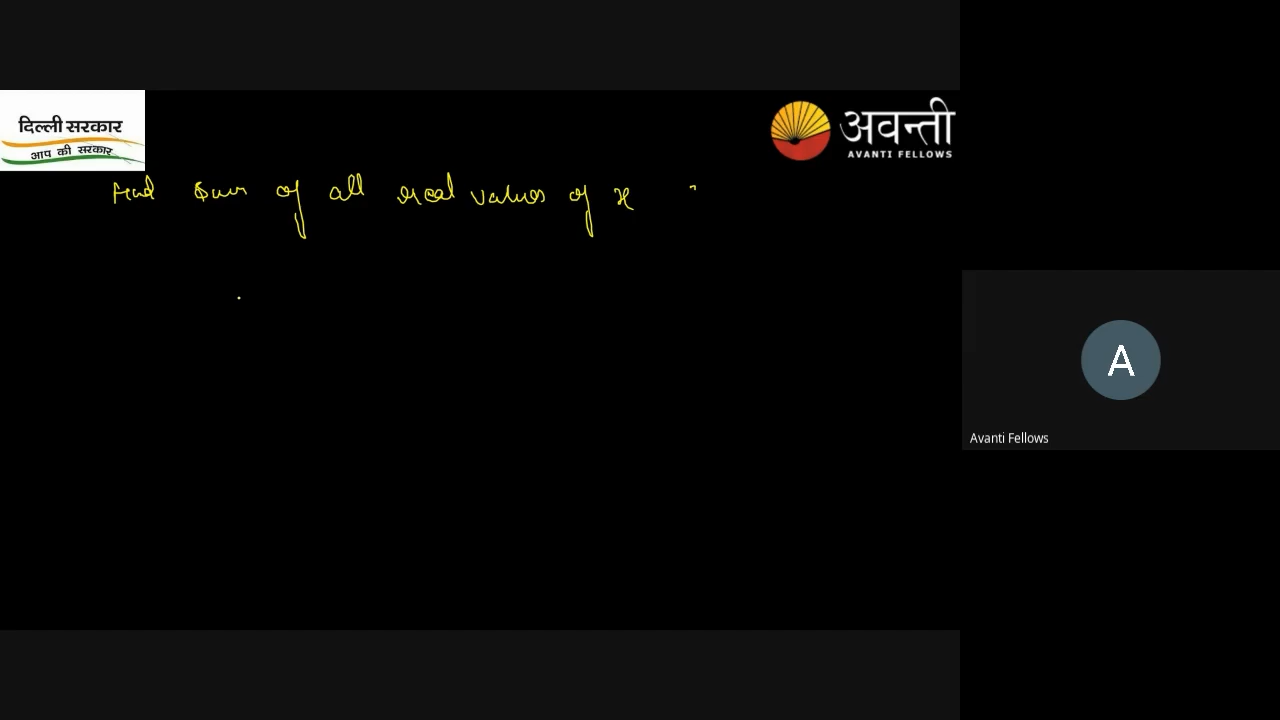 दिल्ली सरकार
आप की सरकार
अवन्ती
AVANTI FELLOWS
Find sum of all real values of x
A
Avanti Fellows